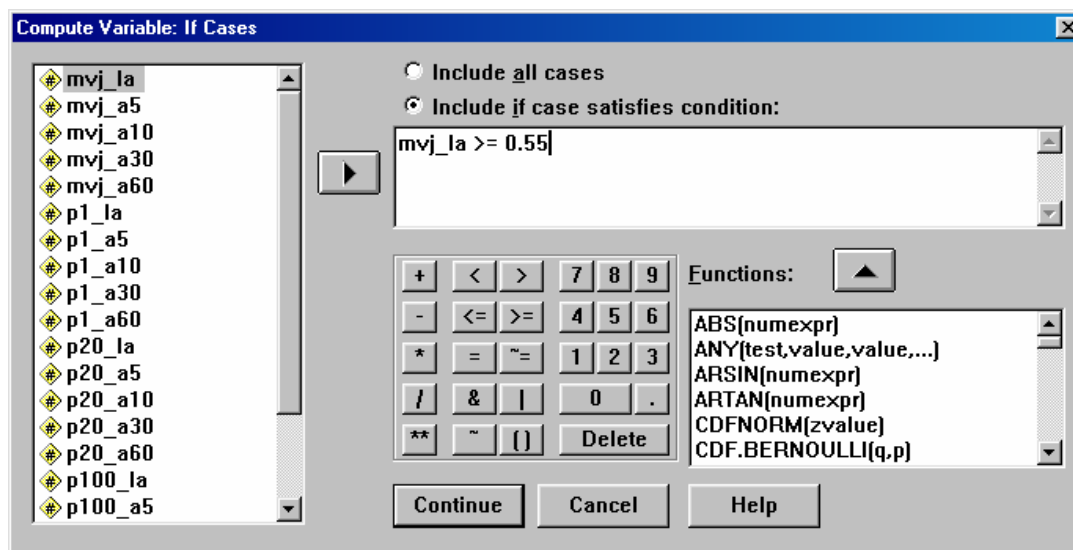 Compute Variable: If Cases
# mvj_la
# mvj_a5
# mvj_a10
# mvj_a30
# mvj_a60
# p1_la
# p1_a5
# p1_a10
# p1_a30
# p1_a60
# p20_la
# p20_a5
# p20_a10
# p20_a30
# p20_a60
# p100_la
# p100_a5
Include all cases
Include if case satisfies condition:
mvj_la >= 0.55
+ < > 7 8 9
- <= >= 4 5 6
* = ~= 1 2 3
/ & | 0 .
** ~ () Delete
Functions:
ABS(numexpr)
ANY(test,value,value,...)
ARSIN(numexpr)
ARTAN(numexpr)
CDFNORM(zvalue)
CDF.BERNOULLI(q,p)
Continue Cancel Help